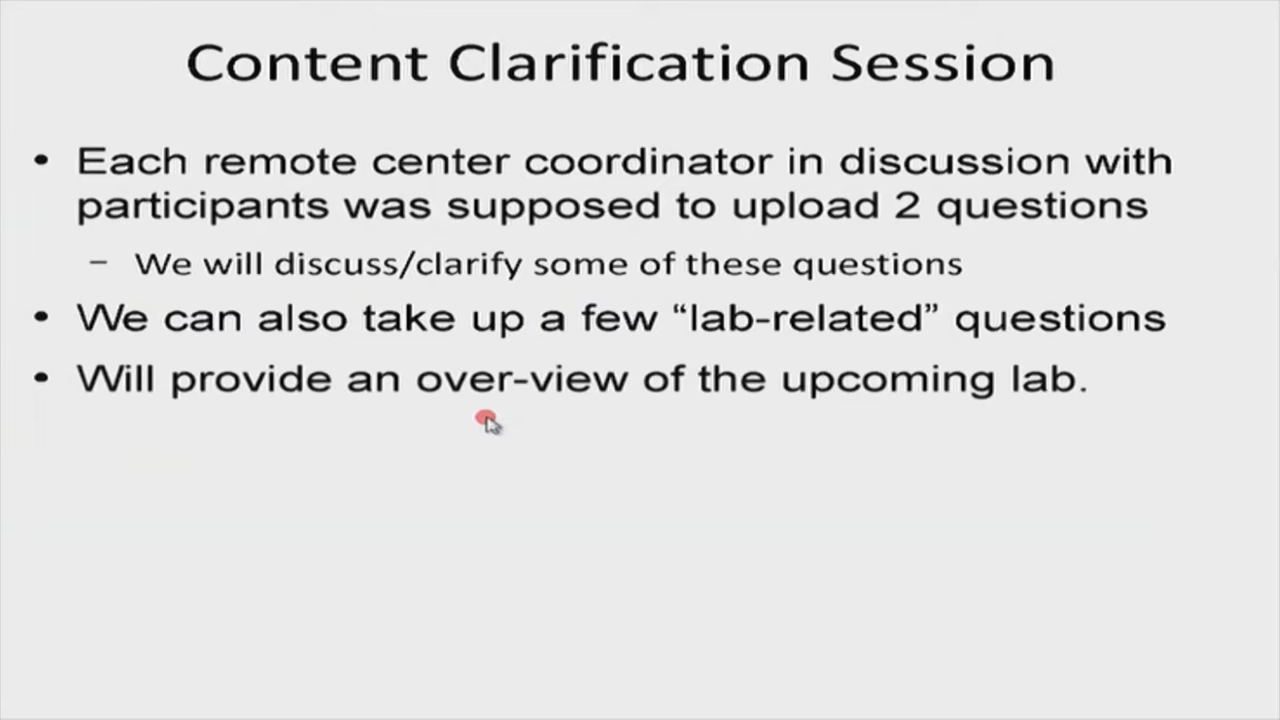 Content Clarification Session
• Each remote center coordinator in discussion with
participants was supposed to upload 2 questions
– We will discuss/clarify some of these questions
• We can also take up a few “lab-related” questions
• Will provide an over-view of the upcoming lab.